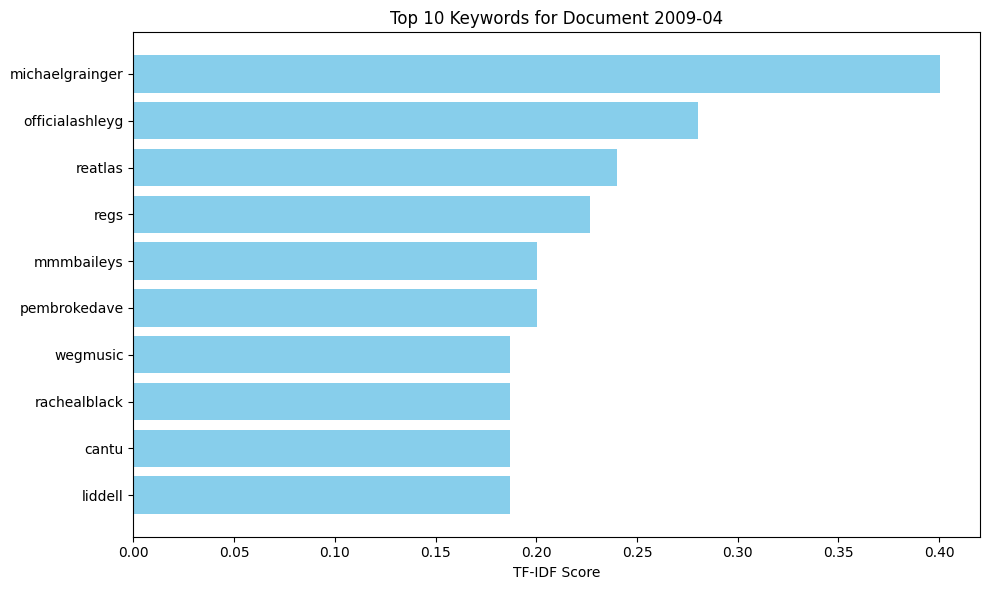 Top 10 Keywords for Document 2009-04
michaelgrainger
officialashleyg
reatlas
regs
mmmbaileys
pembrokedave
wegmusic
rachealblack
cantu
liddell
0.00 0.05 0.10 0.15 0.20 0.25 0.30 0.35 0.40
TF-IDF Score